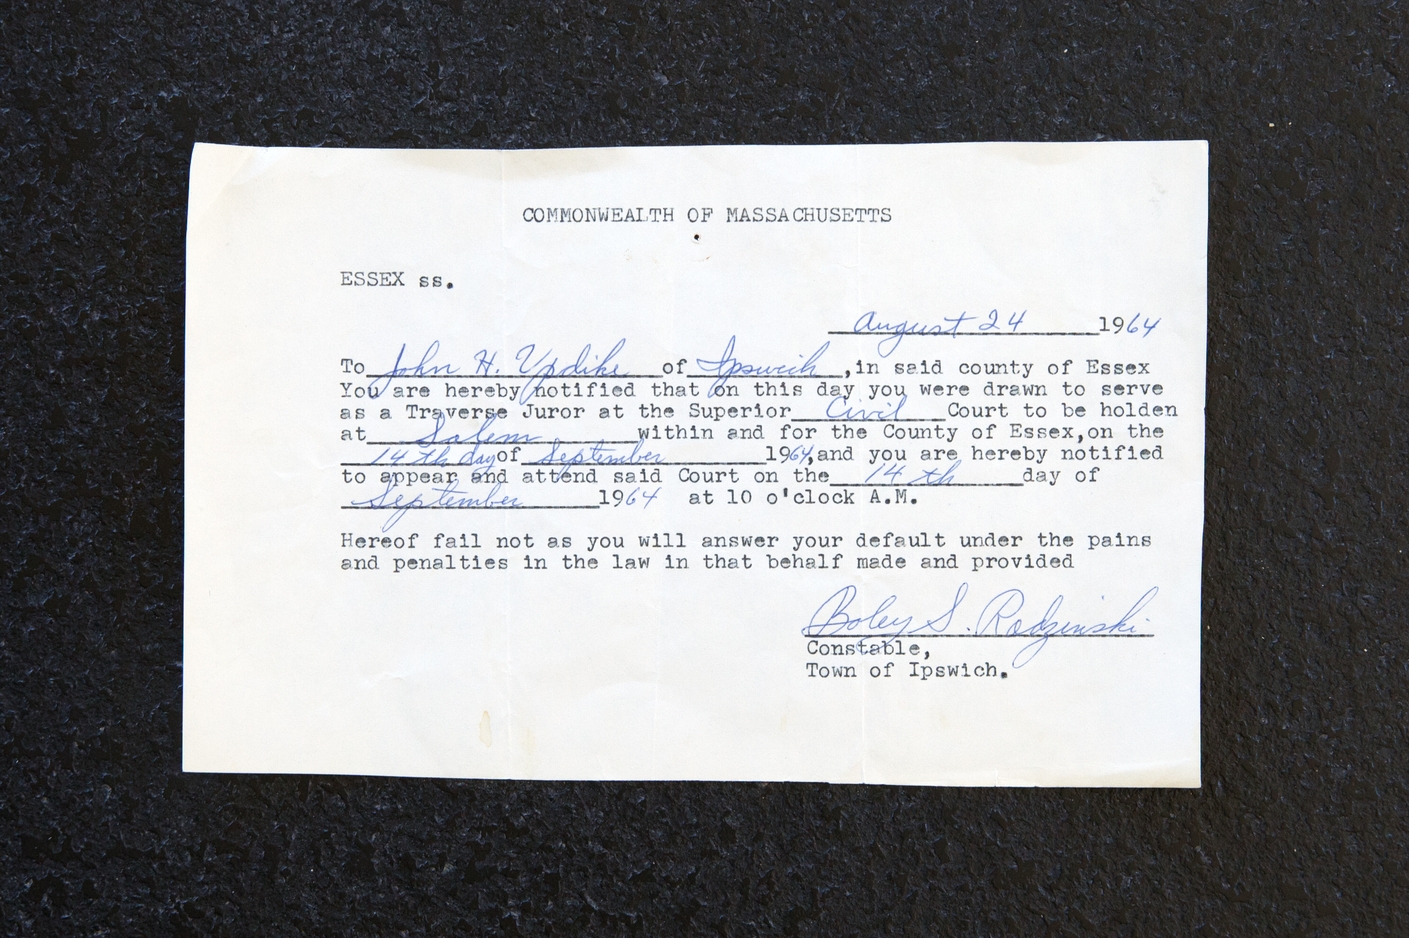 COMMONWEALTH OF MASSACHUSETTS
ESSEX ss.
August 24 1964
To John H. Updike of Ipswich, in said county of Essex
You are hereby notified that on this day you were drawn to serve
as a Traverse Juror at the Superior Civil Court to be holden
at Salem within and for the County of Essex, on the
14th day of September 1964, and you are hereby notified
to appear and attend said Court on the 14th day of
September 1964 at 10 o'clock A.M.
Hereof fail not as you will answer your default under the pains
and penalties in the law in that behalf made and provided
Boley S. Rodzinski
Constable,
Town of Ipswich.